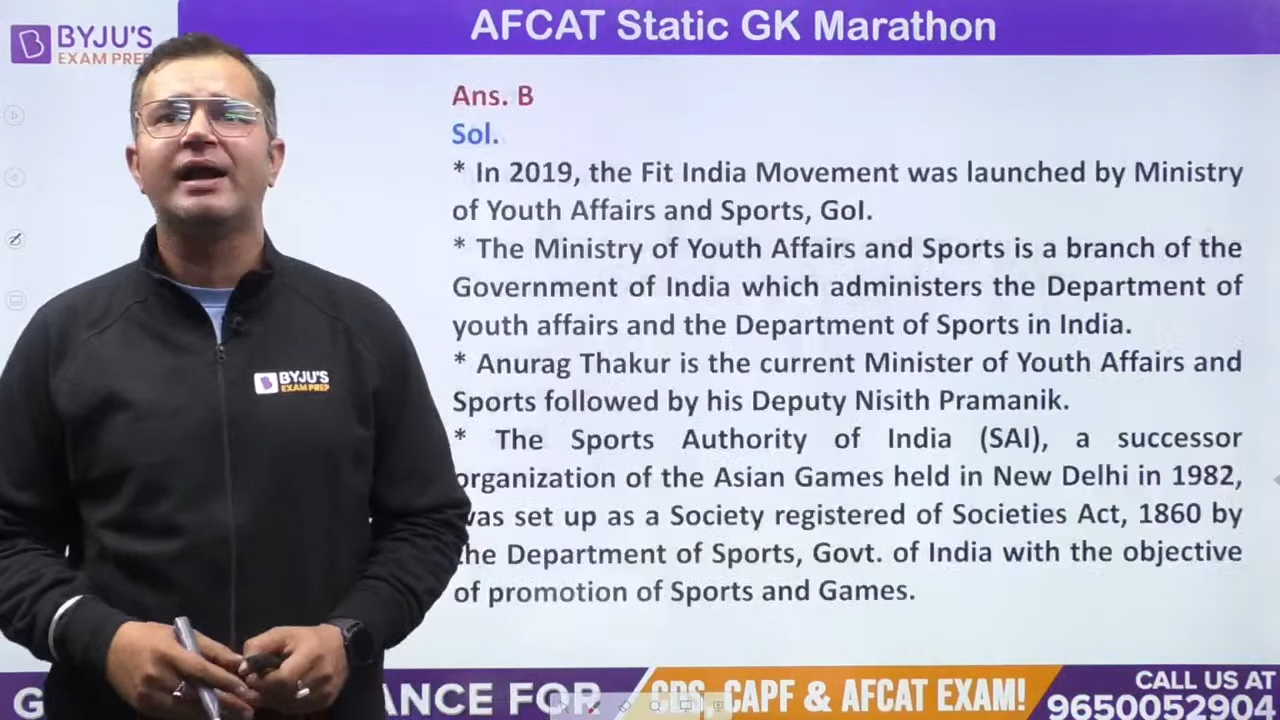 BYJU'S
EXAM PREP
AFCAT Static GK Marathon
Ans. B
Sol.
* In 2019, the Fit India Movement was launched by Ministry
of Youth Affairs and Sports, GoI.
* The Ministry of Youth Affairs and Sports is a branch of the
Government of India which administers the Department of
youth affairs and the Department of Sports in India.
* Anurag Thakur is the current Minister of Youth Affairs and
Sports followed by his Deputy Nisith Pramanik.
* The Sports Authority of India (SAI), a successor
organization of the Asian Games held in New Delhi in 1982,
was set up as a Society registered of Societies Act, 1860 by
the Department of Sports, Govt. of India with the objective
of promotion of Sports and Games.
BYJU'S
EXAM PREP
FOR CDS, CAPF & AFCAT EXAM!
CALL US AT
9650052904